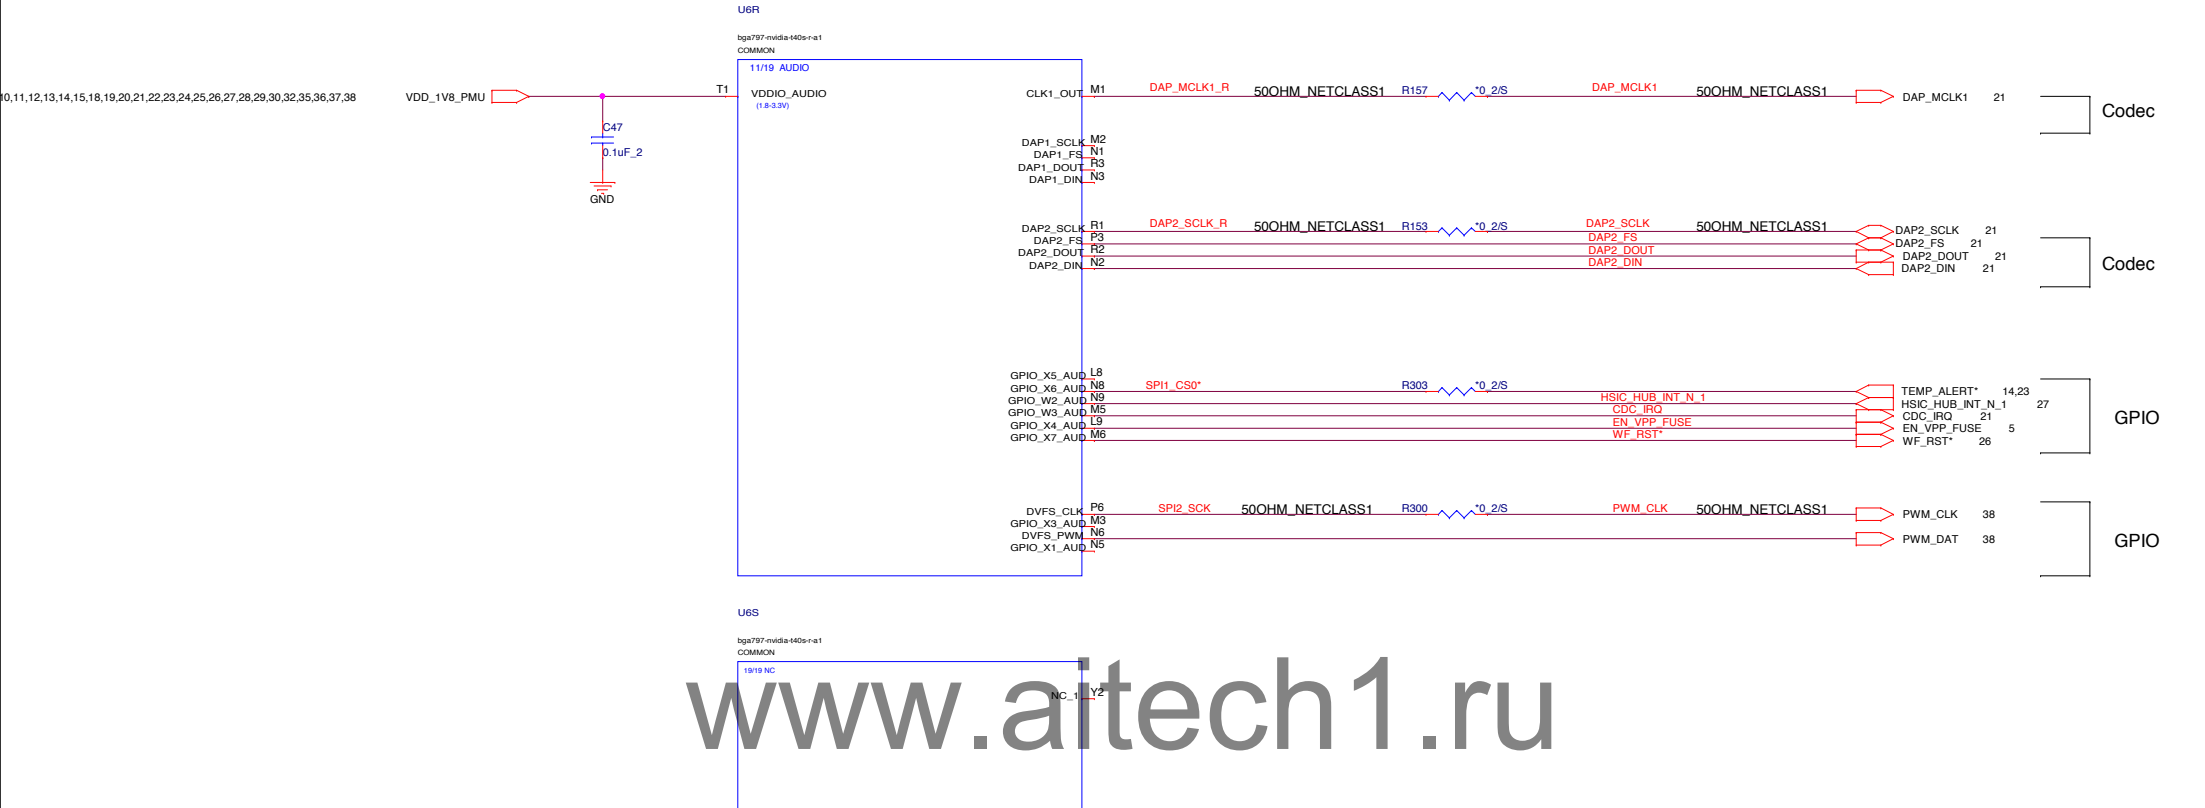 U6R
bga797-nvidia-t40s-r-a1
COMMON
11/19 AUDIO
10,11,12,13,14,15,18,19,20,21,22,23,24,25,26,27,28,29,30,32,35,36,37,38
VDD_1V8_PMU
T1
VDDIO_AUDIO
(1.8-3.3V)
C47
0.1uF_2
GND
CLK1_OUT M1 DAP_MCLK1_R 50OHM_NETCLASS1 R157 *0_2/S DAP_MCLK1 50OHM_NETCLASS1 DAP_MCLK1 21
Codec
DAP1_SCLK M2
DAP1_FS N1
DAP1_DOUT R3
DAP1_DIN N3
DAP2_SCLK R1 DAP2_SCLK_R 50OHM_NETCLASS1 R153 *0_2/S DAP2_SCLK 50OHM_NETCLASS1 DAP2_SCLK 21
DAP2_FS P3 DAP2_FS DAP2_FS 21
DAP2_DOUT R2 DAP2_DOUT DAP2_DOUT 21
DAP2_DIN N2 DAP2_DIN DAP2_DIN 21
Codec
GPIO_X5_AUD L8
GPIO_X6_AUD N8 SPI1_CS0* R303 *0_2/S TEMP_ALERT* 14,23
GPIO_W2_AUD N9 HSIC_HUB_INT_N_1 HSIC_HUB_INT_N_1 27
GPIO_W3_AUD M5 CDC_IRQ CDC_IRQ 21
GPIO_X4_AUD L9 EN_VPP_FUSE EN_VPP_FUSE 5
GPIO_X7_AUD M6 WF_RST* WF_RST* 26
GPIO
DVFS_CLK P6 SPI2_SCK 50OHM_NETCLASS1 R300 *0_2/S PWM_CLK 50OHM_NETCLASS1 PWM_CLK 38
GPIO_X3_AUD M3
DVFS_PWM N6 PWM_DAT 38
GPIO_X1_AUD N5
GPIO
U6S
bga797-nvidia-t40s-r-a1
COMMON
19/19 NC
NC_1 Y2
www.aitech1.ru